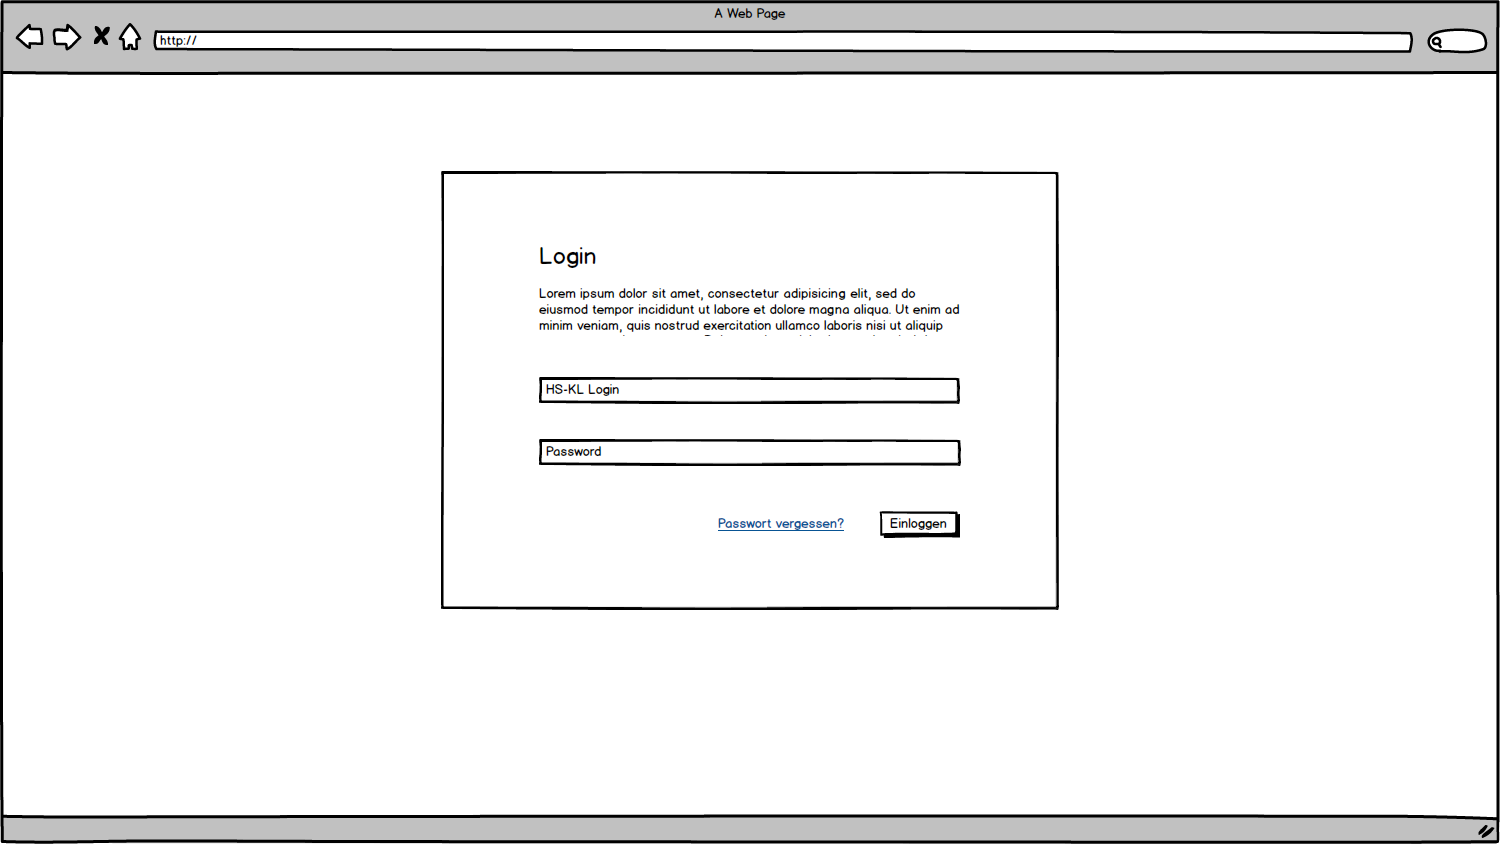 A Web Page
http://
Login
Lorem ipsum dolor sit amet, consectetur adipisicing elit, sed do
eiusmod tempor incididunt ut labore et dolore magna aliqua. Ut enim ad
minim veniam, quis nostrud exercitation ullamco laboris nisi ut aliquip
HS-KL Login
Password
Passwort vergessen?
Einloggen